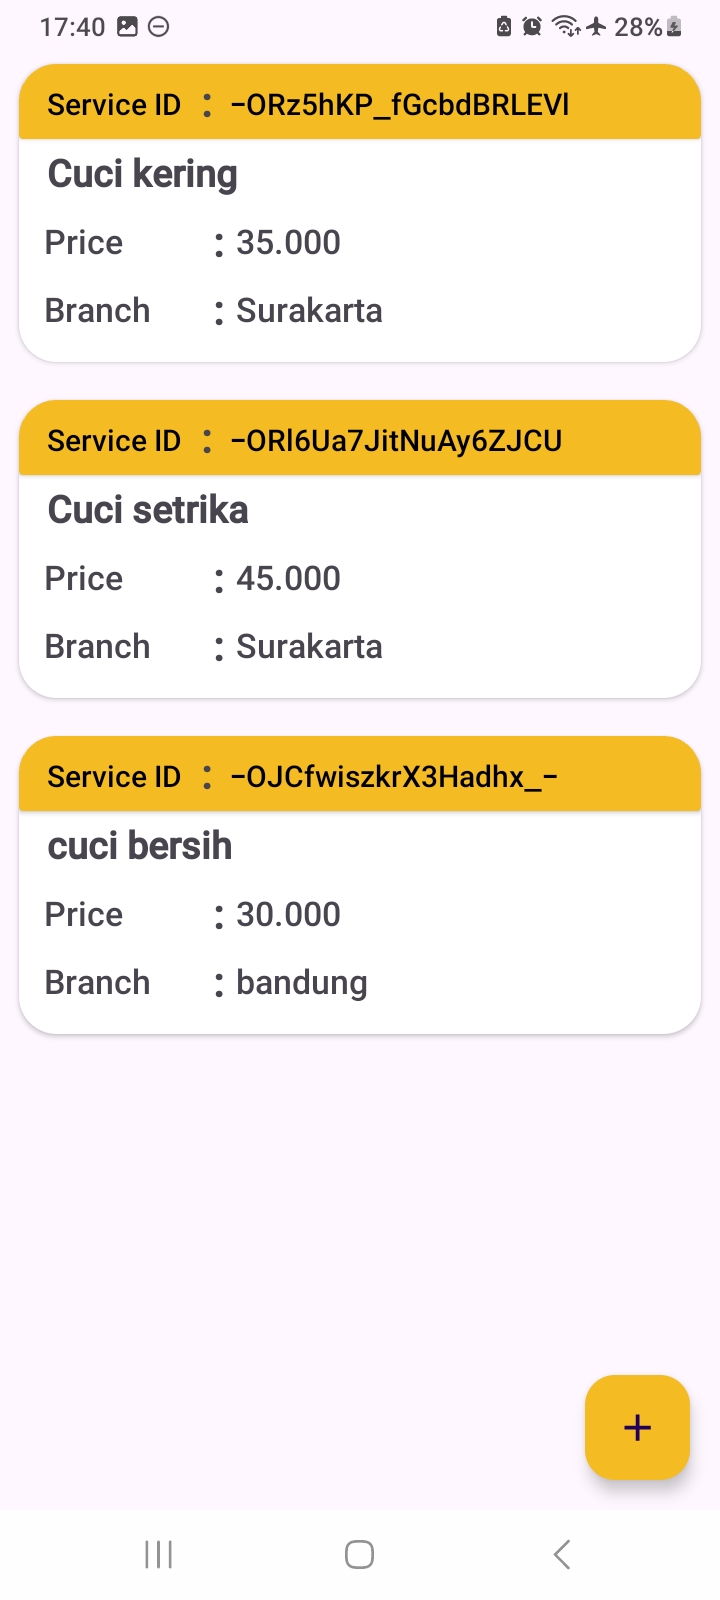 17:40 28%
Service ID : -ORz5hKP_fGcbdBRLEVl
Cuci kering
Price : 35.000
Branch : Surakarta
Service ID : -ORl6Ua7JitNuAy6ZJCU
Cuci setrika
Price : 45.000
Branch : Surakarta
Service ID : -OJCfwiszkrX3Hadhx_-
cuci bersih
Price : 30.000
Branch : bandung
+